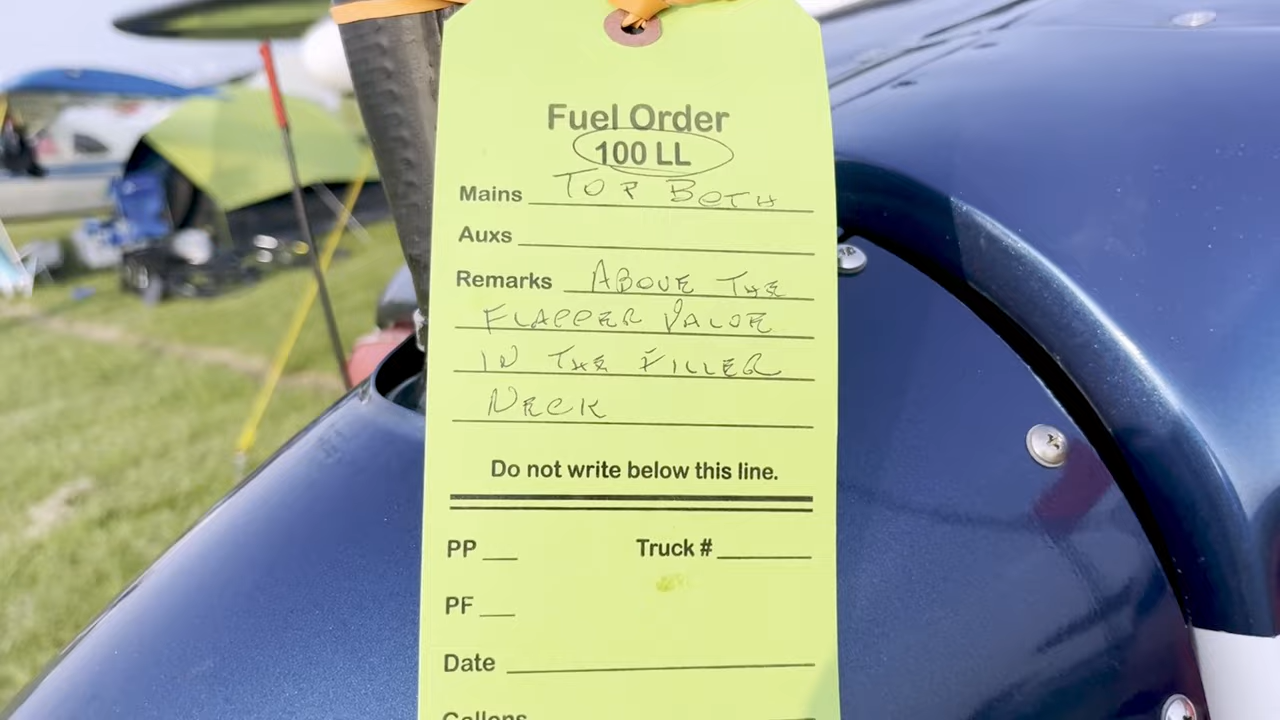 Fuel Order
100 LL
Mains TOP BOTH
Auxs
Remarks ABOVE THE
FLAPPER VALVE
IN THE FILLER
NECK
Do not write below this line.
PP Truck #
PF
Date
Gallons